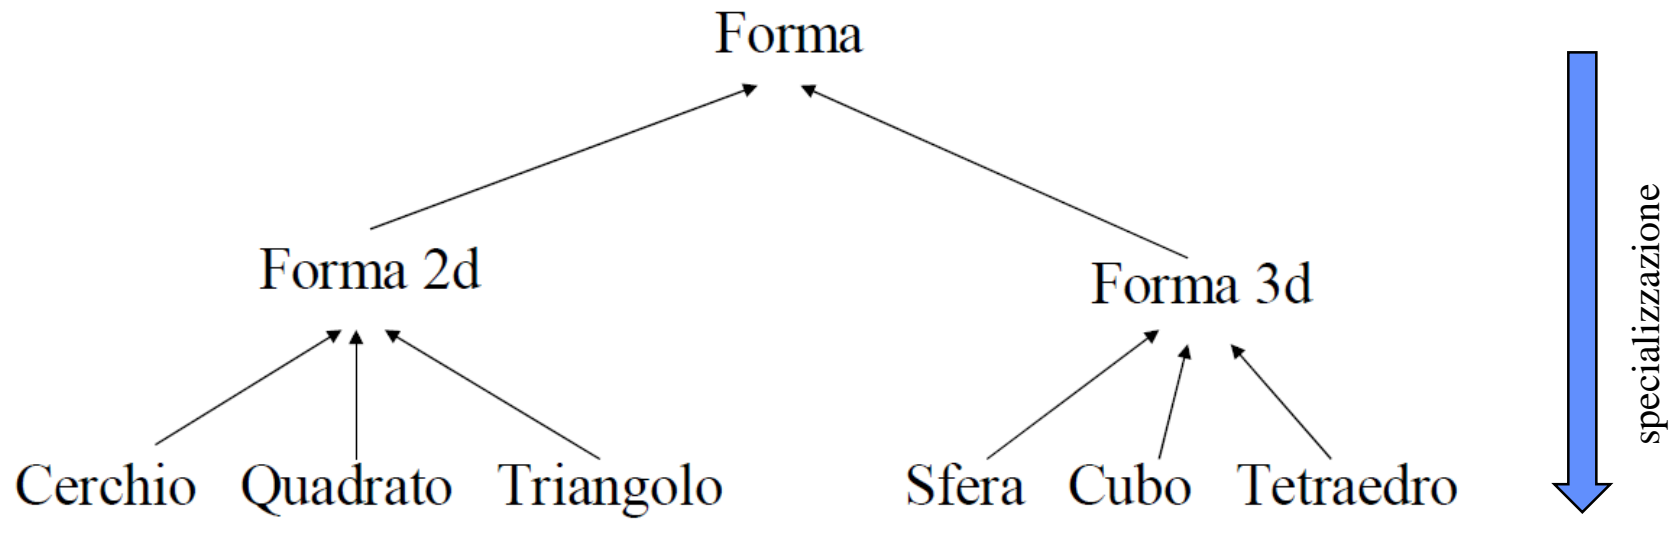 Forma
Forma 2d
Forma 3d
Cerchio Quadrato Triangolo
Sfera Cubo Tetraedro
specializzazione